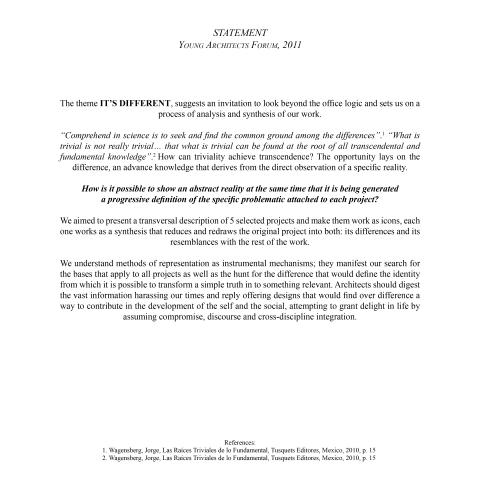 STATEMENT
YOUNG ARCHITECTS FORUM, 2011
The theme IT'S DIFFERENT, suggests an invitation to look beyond the office logic and sets us on a
process of analysis and synthesis of our work.
“Comprehend in science is to seek and find the common ground among the differences”.¹ “What is
trivial is not really trivial… that what is trivial can be found at the root of all transcendental and
fundamental knowledge”.² How can triviality achieve transcendence? The opportunity lays on the
difference, an advance knowledge that derives from the direct observation of a specific reality.
How is it possible to show an abstract reality at the same time that it is being generated
a progressive definition of the specific problematic attached to each project?
We aimed to present a transversal description of 5 selected projects and make them work as icons, each
one works as a synthesis that reduces and redraws the original project into both: its differences and its
resemblances with the rest of the work.
We understand methods of representation as instrumental mechanisms; they manifest our search for
the bases that apply to all projects as well as the hunt for the difference that would define the identity
from which it is possible to transform a simple truth in to something relevant. Architects should digest
the vast information harassing our times and reply offering designs that would find over difference a
way to contribute in the development of the self and the social, attempting to grant delight in life by
assuming compromise, discourse and cross-discipline integration.
References:
1. Wagensberg, Jorge, Las Raíces Triviales de lo Fundamental, Tusquets Editores, Mexico, 2010, p. 15
2. Wagensberg, Jorge, Las Raíces Triviales de lo Fundamental, Tusquets Editores, Mexico, 2010, p. 15